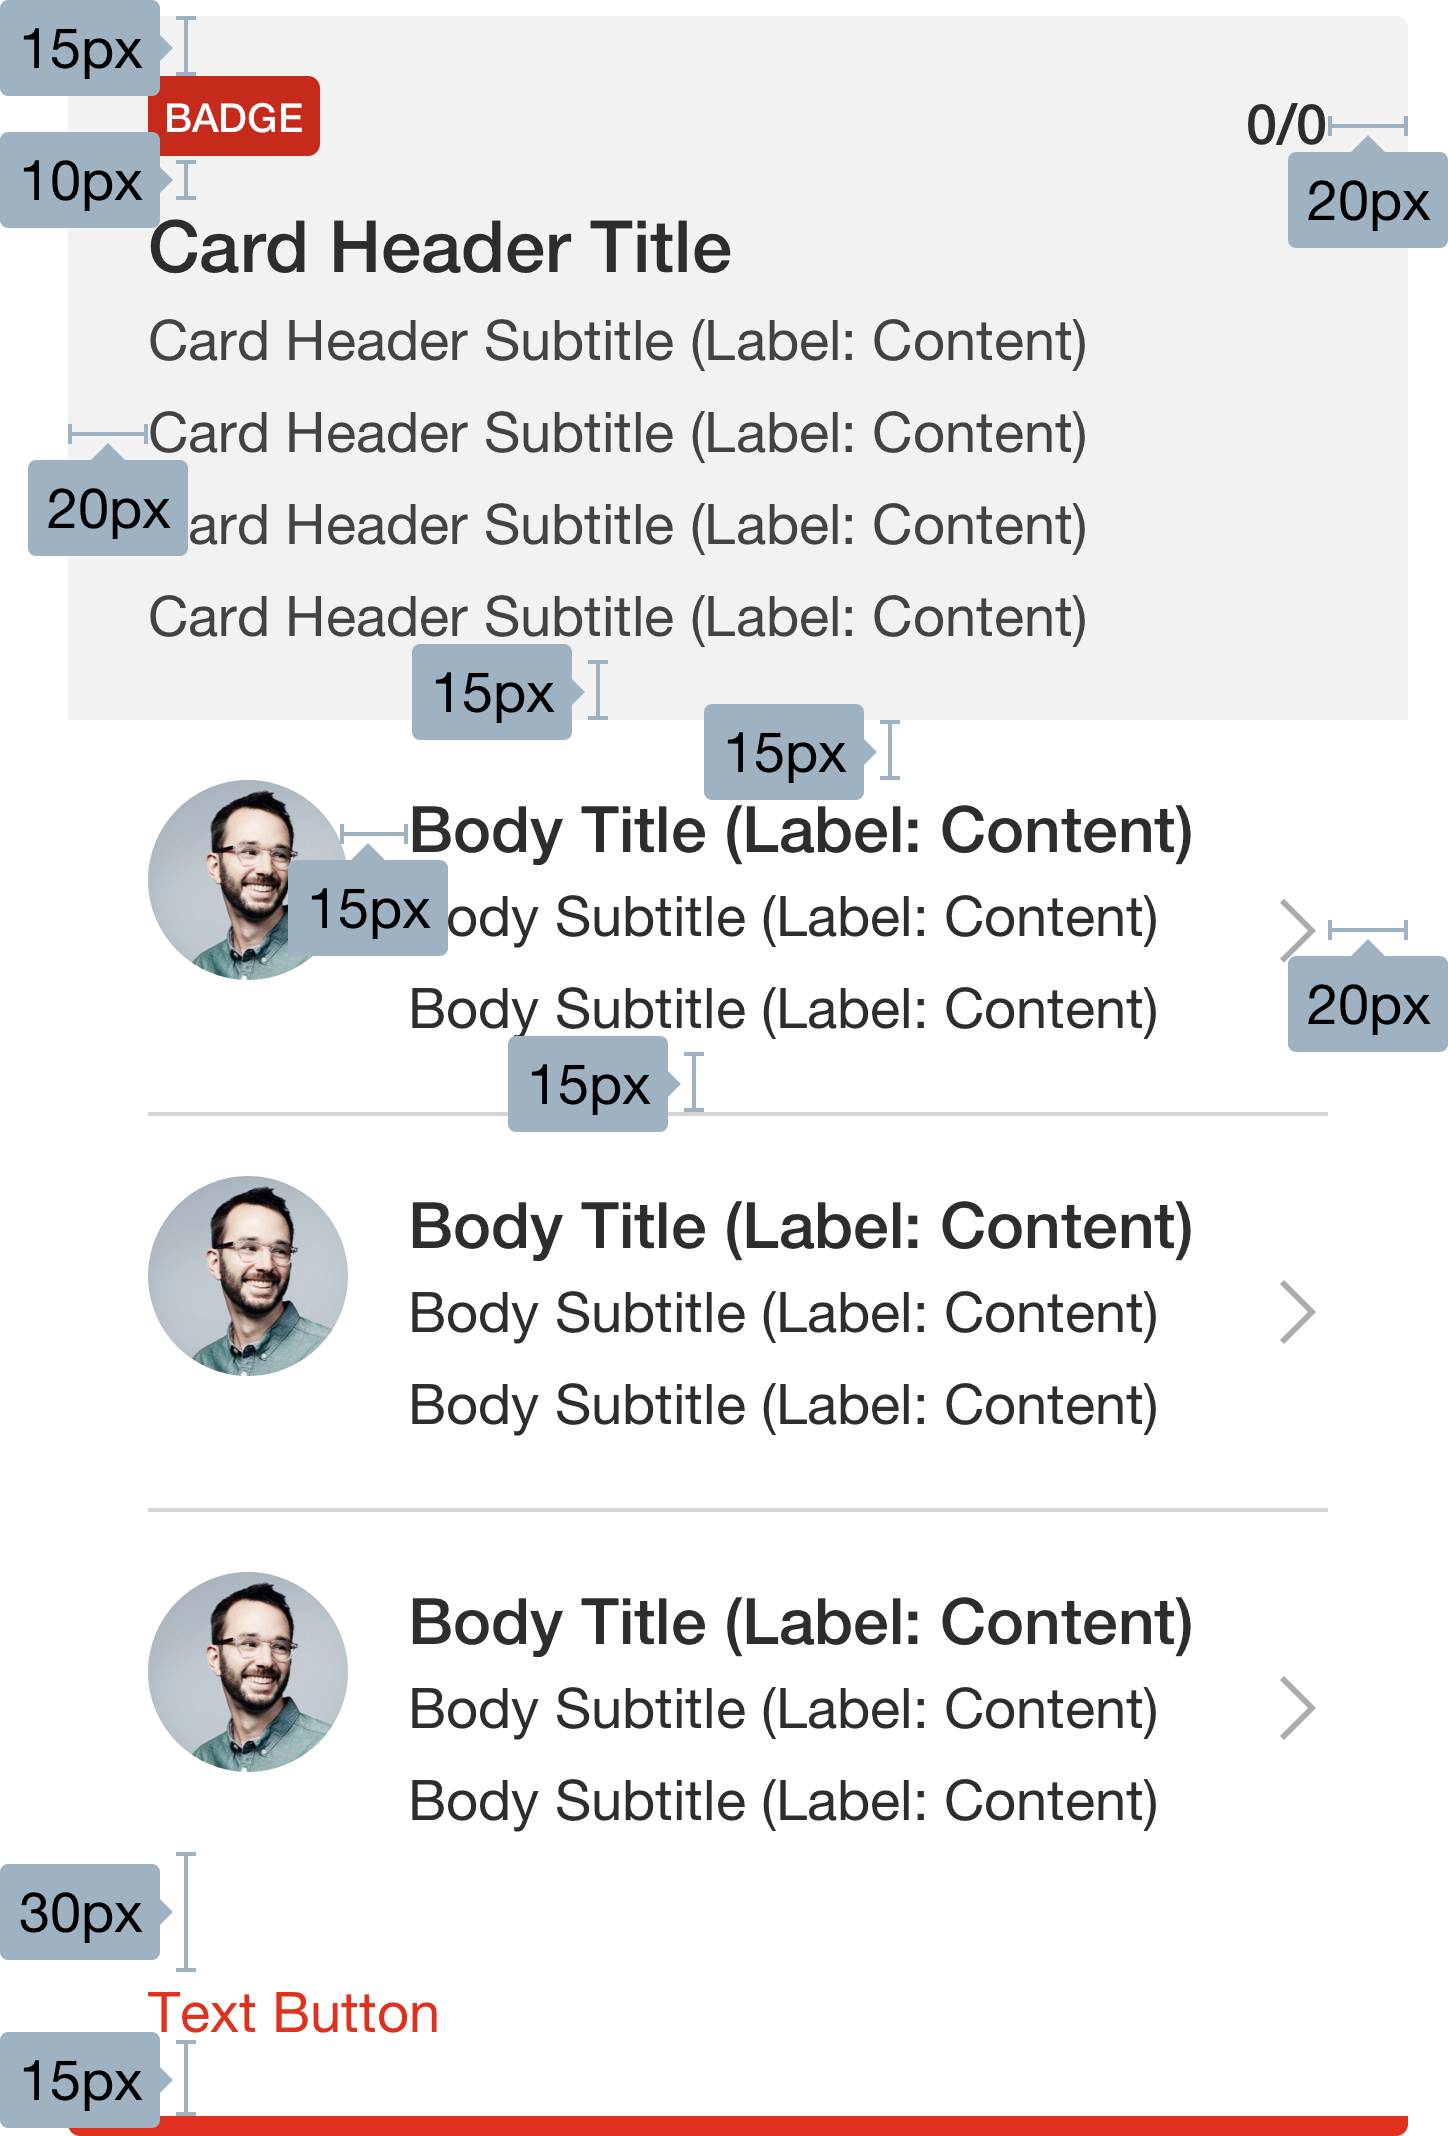 15px
BADGE
0/0
10px
20px
Card Header Title
Card Header Subtitle (Label: Content)
Card Header Subtitle (Label: Content)
20px
ard Header Subtitle (Label: Content)
Card Header Subtitle (Label: Content)
15px
15px
Body Title (Label: Content)
15px
ody Subtitle (Label: Content)
20px
Body Subtitle (Label: Content)
15px
Body Title (Label: Content)
Body Subtitle (Label: Content)
Body Subtitle (Label: Content)
Body Title (Label: Content)
Body Subtitle (Label: Content)
Body Subtitle (Label: Content)
30px
Text Button
15px